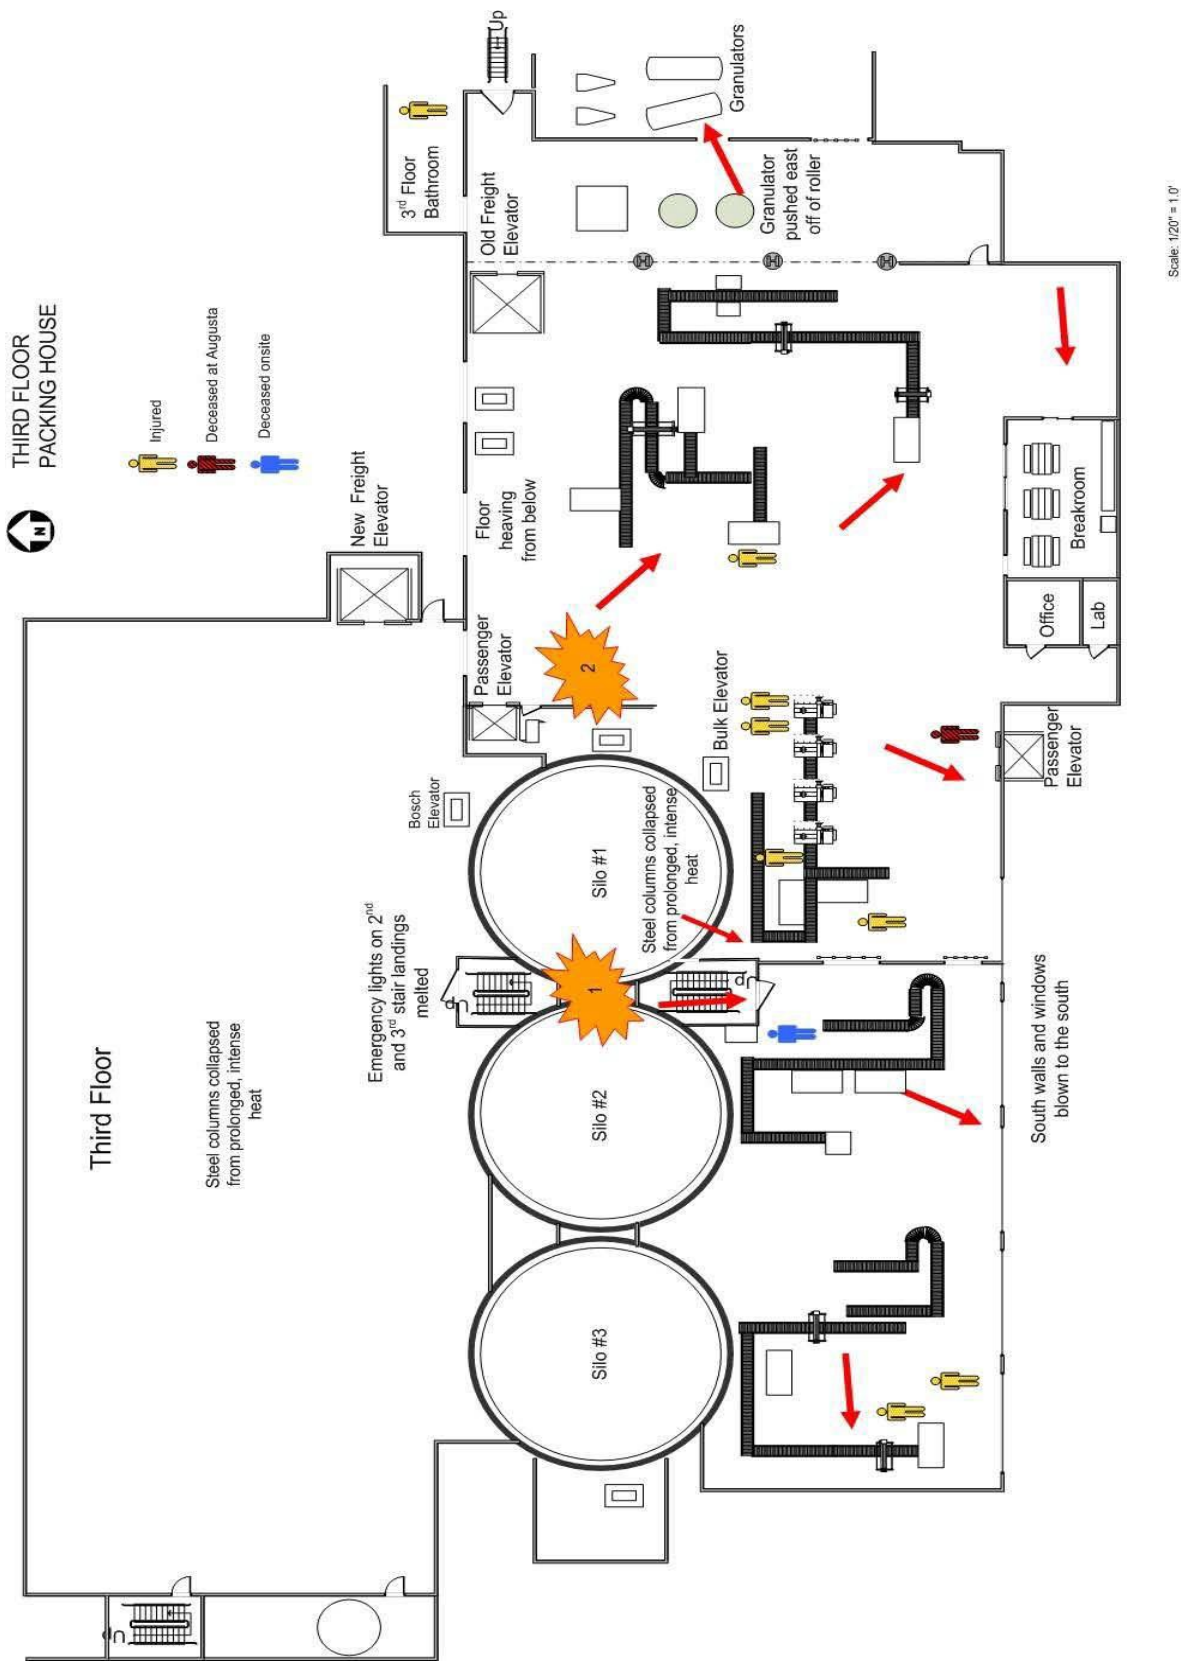 THIRD FLOOR
PACKING HOUSE
N
Injured
Deceased at Augusta
Deceased onsite
Third Floor
Steel columns collapsed
from prolonged, intense
heat
New Freight
Elevator
3rd Floor
Bathroom
Up
Emergency lights on 2nd
and 3rd stair landings
melted
Bosch
Elevator
Passenger
Elevator
Floor
heaving
from below
Old Freight
Elevator
dn
dn
Silo #3
Silo #2
1
Silo #1
2
dn
Steel columns collapsed
from prolonged, intense
heat
Bulk Elevator
Granulators
Granulator
pushed east
off of roller
South walls and windows
blown to the south
Passenger
Elevator
Office
Lab
Breakroom
Scale: 1/20" = 1.0'